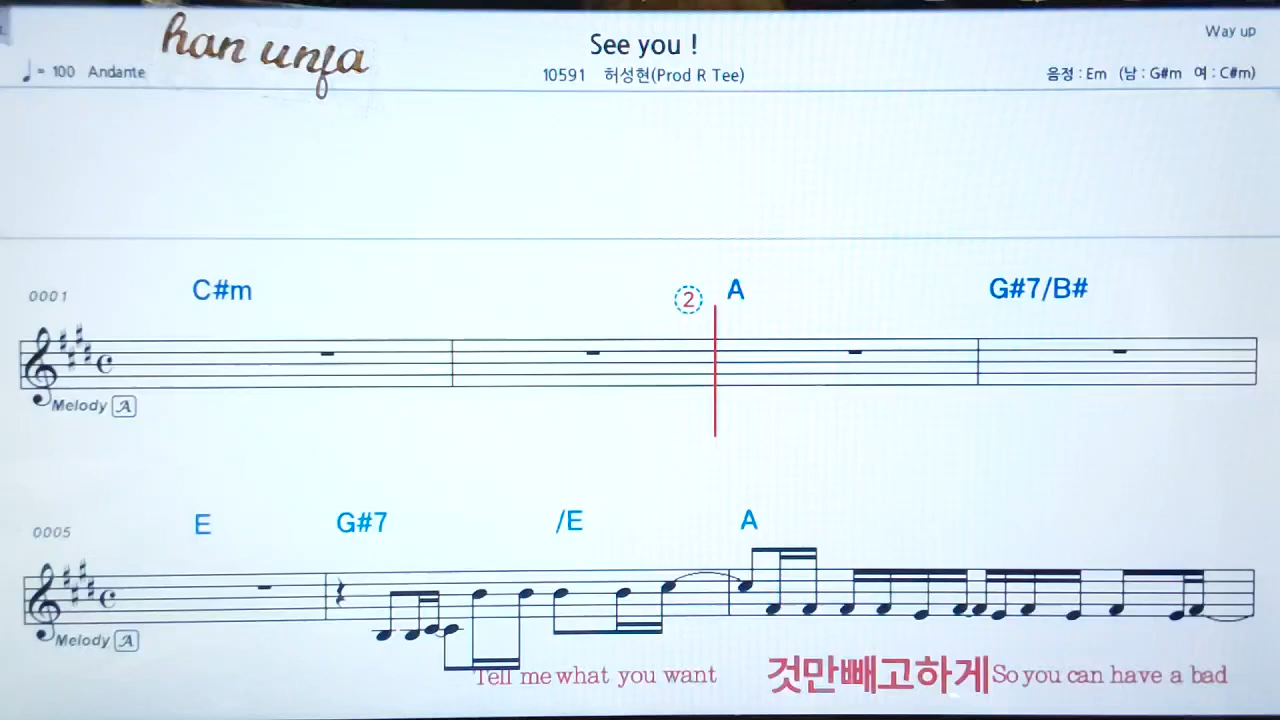 han unfa
See you !
Way up
♩= 100 Andante
10591 허성현(Prod R Tee)
음정 : Em (남 : G#m 여 : C#m)
0001 C#m ② A G#7/B#
Melody A
0005 E G#7 /E A
Melody A
Tell me what you want 것만빼고하게 So you can have a bad